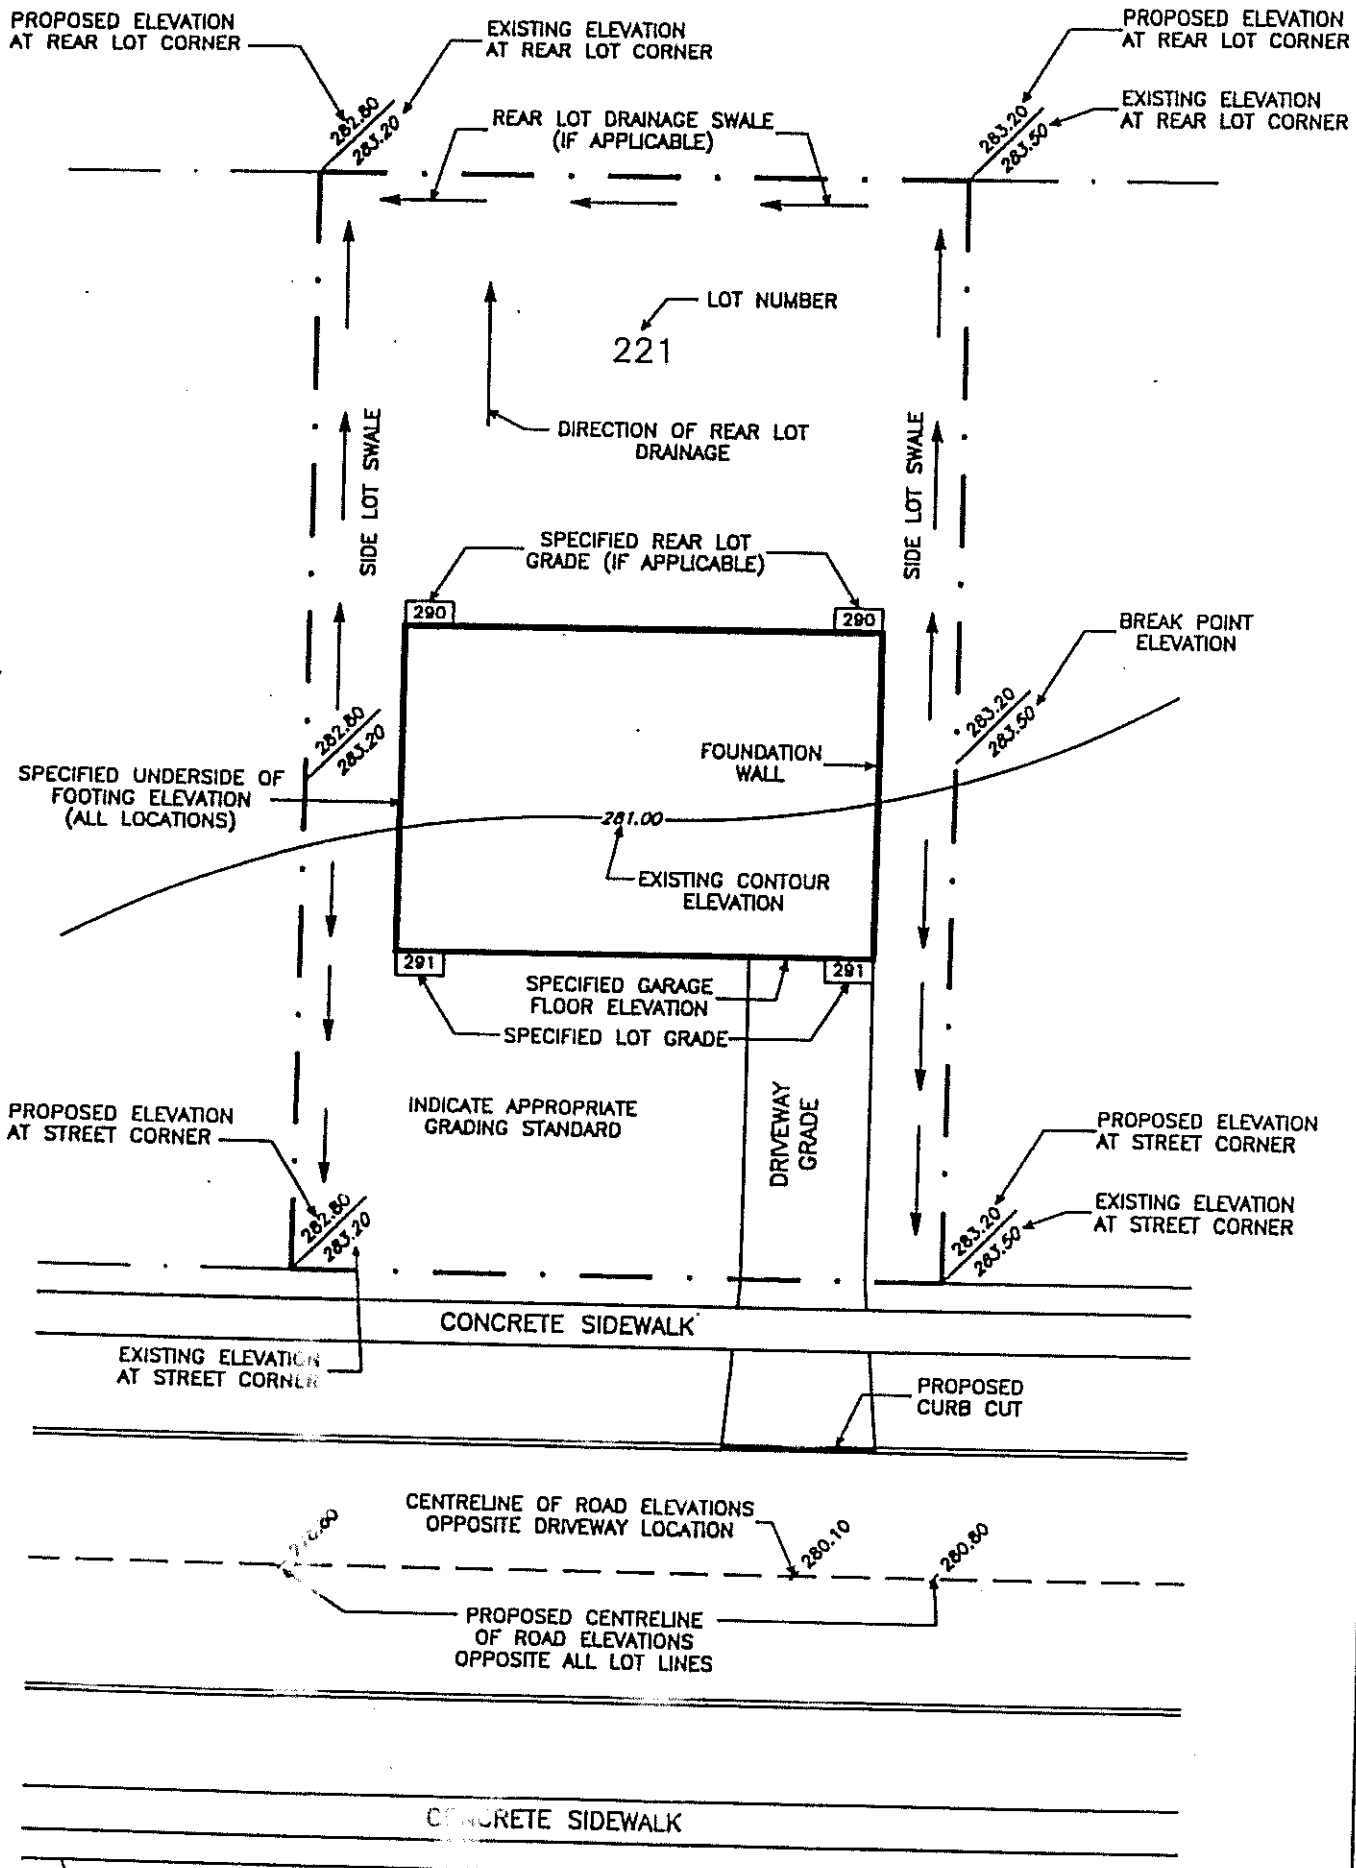 PROPOSED ELEVATION
AT REAR LOT CORNER
EXISTING ELEVATION
AT REAR LOT CORNER
PROPOSED ELEVATION
AT REAR LOT CORNER
EXISTING ELEVATION
AT REAR LOT CORNER
282.80
283.20
REAR LOT DRAINAGE SWALE
(IF APPLICABLE)
283.20
283.50
LOT NUMBER
221
DIRECTION OF REAR LOT
DRAINAGE
SIDE LOT SWALE
SIDE LOT SWALE
SPECIFIED REAR LOT
GRADE (IF APPLICABLE)
290
290
BREAK POINT
ELEVATION
282.80
283.20
283.20
283.50
FOUNDATION
WALL
SPECIFIED UNDERSIDE OF
FOOTING ELEVATION
(ALL LOCATIONS)
281.00
EXISTING CONTOUR
ELEVATION
291
291
SPECIFIED GARAGE
FLOOR ELEVATION
SPECIFIED LOT GRADE
INDICATE APPROPRIATE
GRADING STANDARD
DRIVEWAY
GRADE
PROPOSED ELEVATION
AT STREET CORNER
PROPOSED ELEVATION
AT STREET CORNER
EXISTING ELEVATION
AT STREET CORNER
282.80
283.20
283.20
283.50
CONCRETE SIDEWALK
EXISTING ELEVATION
AT STREET CORNER
PROPOSED
CURB CUT
CENTRELINE OF ROAD ELEVATIONS
OPPOSITE DRIVEWAY LOCATION
280.10
280.80
PROPOSED CENTRELINE
OF ROAD ELEVATIONS
OPPOSITE ALL LOT LINES
CONCRETE SIDEWALK